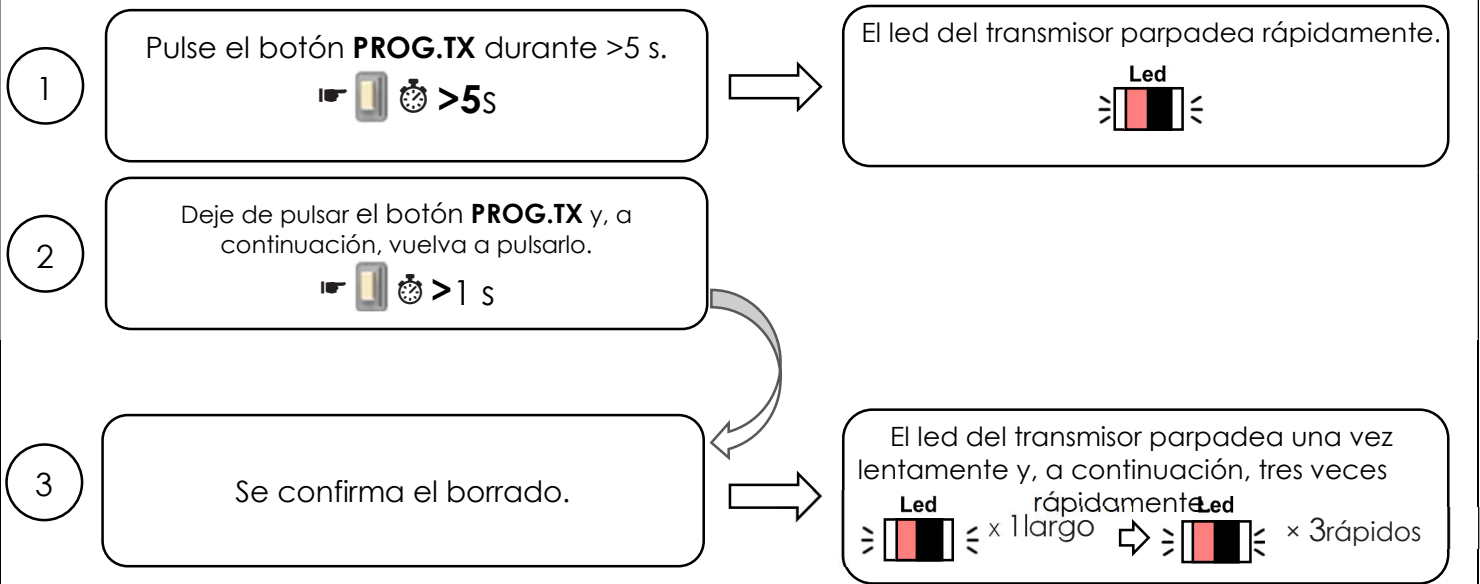 1
Pulse el botón PROG.TX durante >5 s.
>5s
El led del transmisor parpadea rápidamente.
Led
2
Deje de pulsar el botón PROG.TX y, a
continuación, vuelva a pulsarlo.
>1 s
3
Se confirma el borrado.
El led del transmisor parpadea una vez
lentamente y, a continuación, tres veces
rápidamente
Led
x 1largo
Led
× 3rápidos